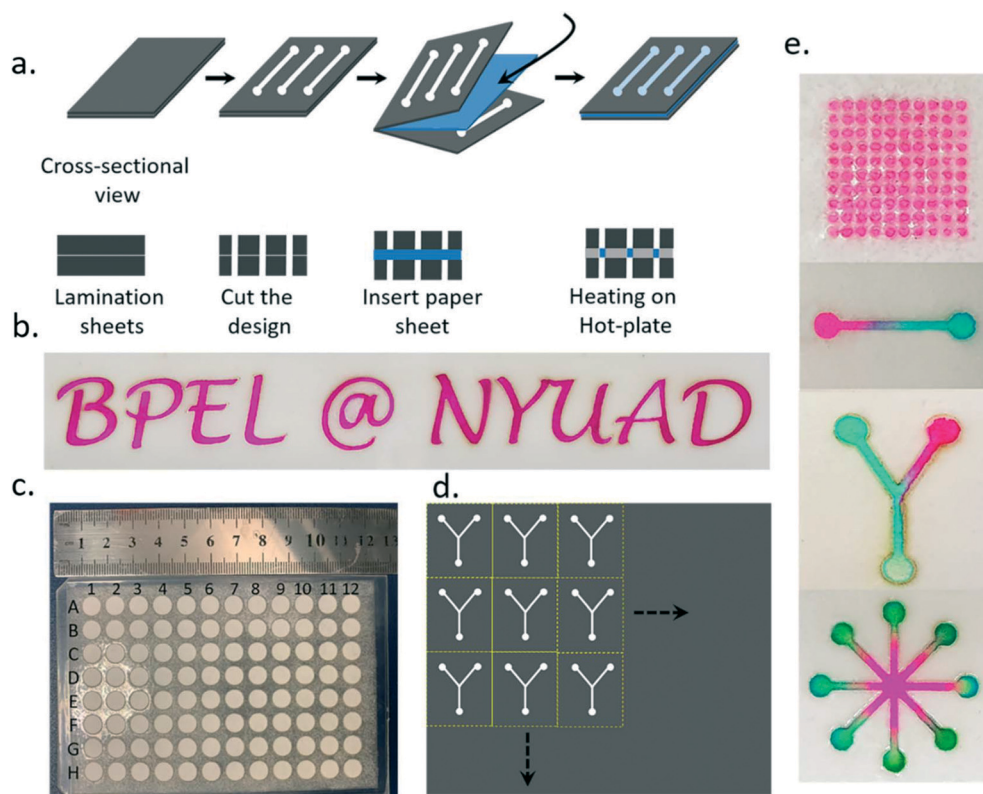 a.
e.
Cross-sectional
view
Lamination
sheets
Cut the
design
Insert paper
sheet
Heating on
Hot-plate
b.
BPEL @ NYUAD
c.
d.
cm 1 2 3 4 5 6 7 8 9 10 11 12 13
1 2 3 4 5 6 7 8 9 10 11 12
A
B
C
D
E
F
G
H